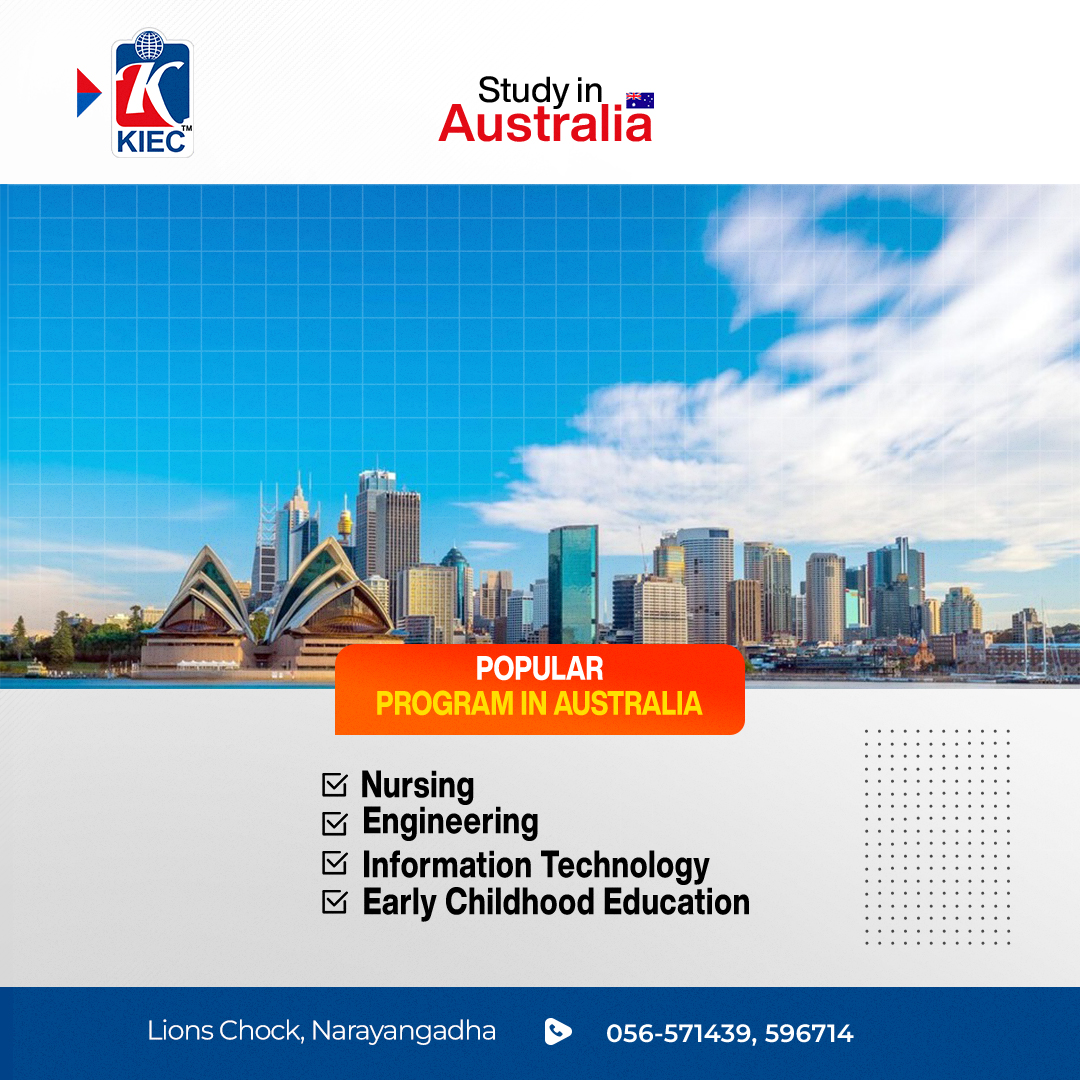 K
TM
KIEC
Study in
Australia
POPULAR
PROGRAM IN AUSTRALIA
Nursing
Engineering
Information Technology
Early Childhood Education
Lions Chock, Narayangadha
056-571439, 596714